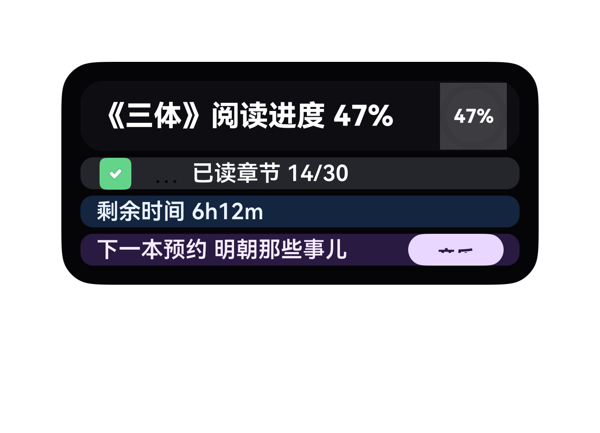 《三体》阅读进度 47% 47%
... 已读章节 14/30
剩余时间 6h12m
下一本预约 明朝那些事儿